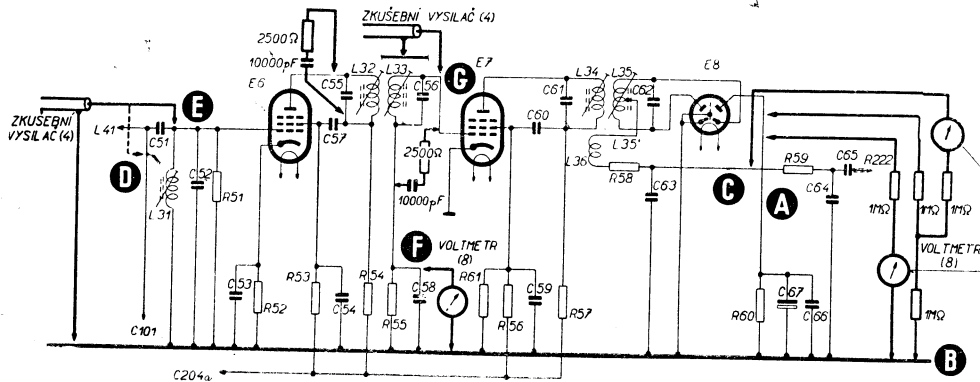 ZKUŠEBNÍ VYSILAČ (4)
2500Ω
10000pF
E6
C55
L32
L33
C56
G
E7
L34
L35
E8
C61
C62
ZKUŠEBNÍ
VYSILAČ (4)
L41
C51
E
D
L31
C52
R51
C57
2500Ω
10000pF
C60
L35'
L36
R58
C63
C
A
R59
C65
R222
C64
1MΩ
1MΩ
1MΩ
F
VOLTMETR
(8)
VOLTMETR
(8)
C53
R52
R53
C54
R54
R55
C58
R61
R56
C59
R57
R60
C67
C66
1MΩ
C101
C204a
B